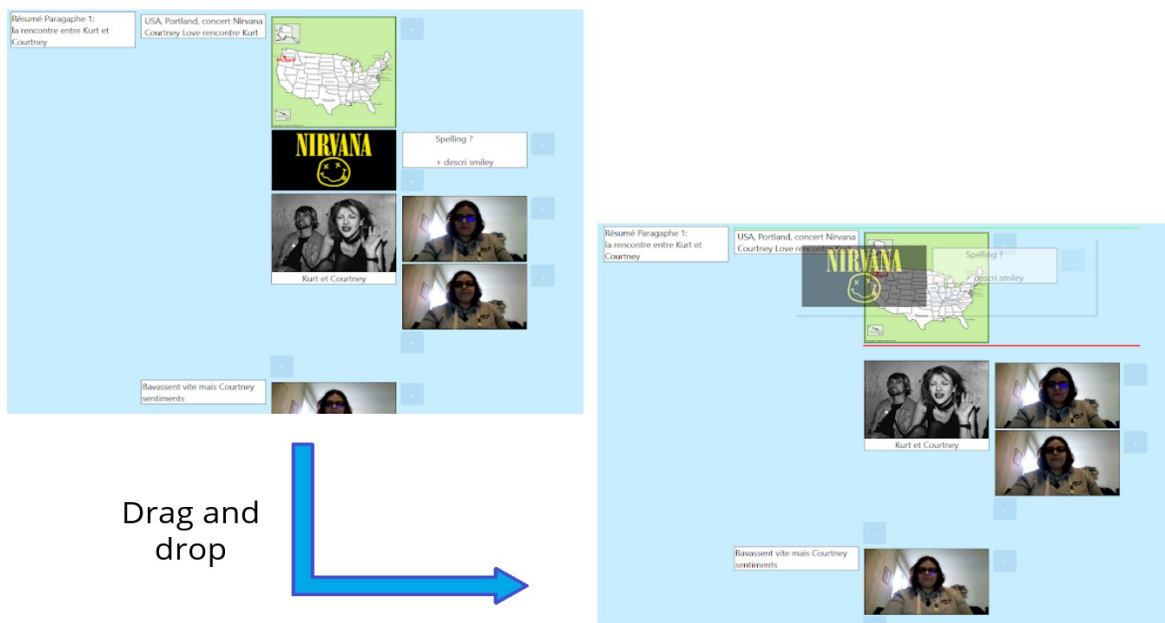 Résumé Paragaphe 1:
la rencontre entre Kurt et
Courtney
USA, Portland, concert Nirvana
Courtney Love rencontre Kurt
NIRVANA
Spelling ?
+ descri smiley
Kurt et Courtney
Bavassent vite mais Courtney
sentiments
Drag and
drop
Résumé Paragaphe 1:
la rencontre entre Kurt et
Courtney
USA, Portland, concert Nirvana
Courtney Love rencontre Kurt
NIRVANA
Spelling ?
+ descri smiley
Kurt et Courtney
Bavassent vite mais Courtney
sentiments